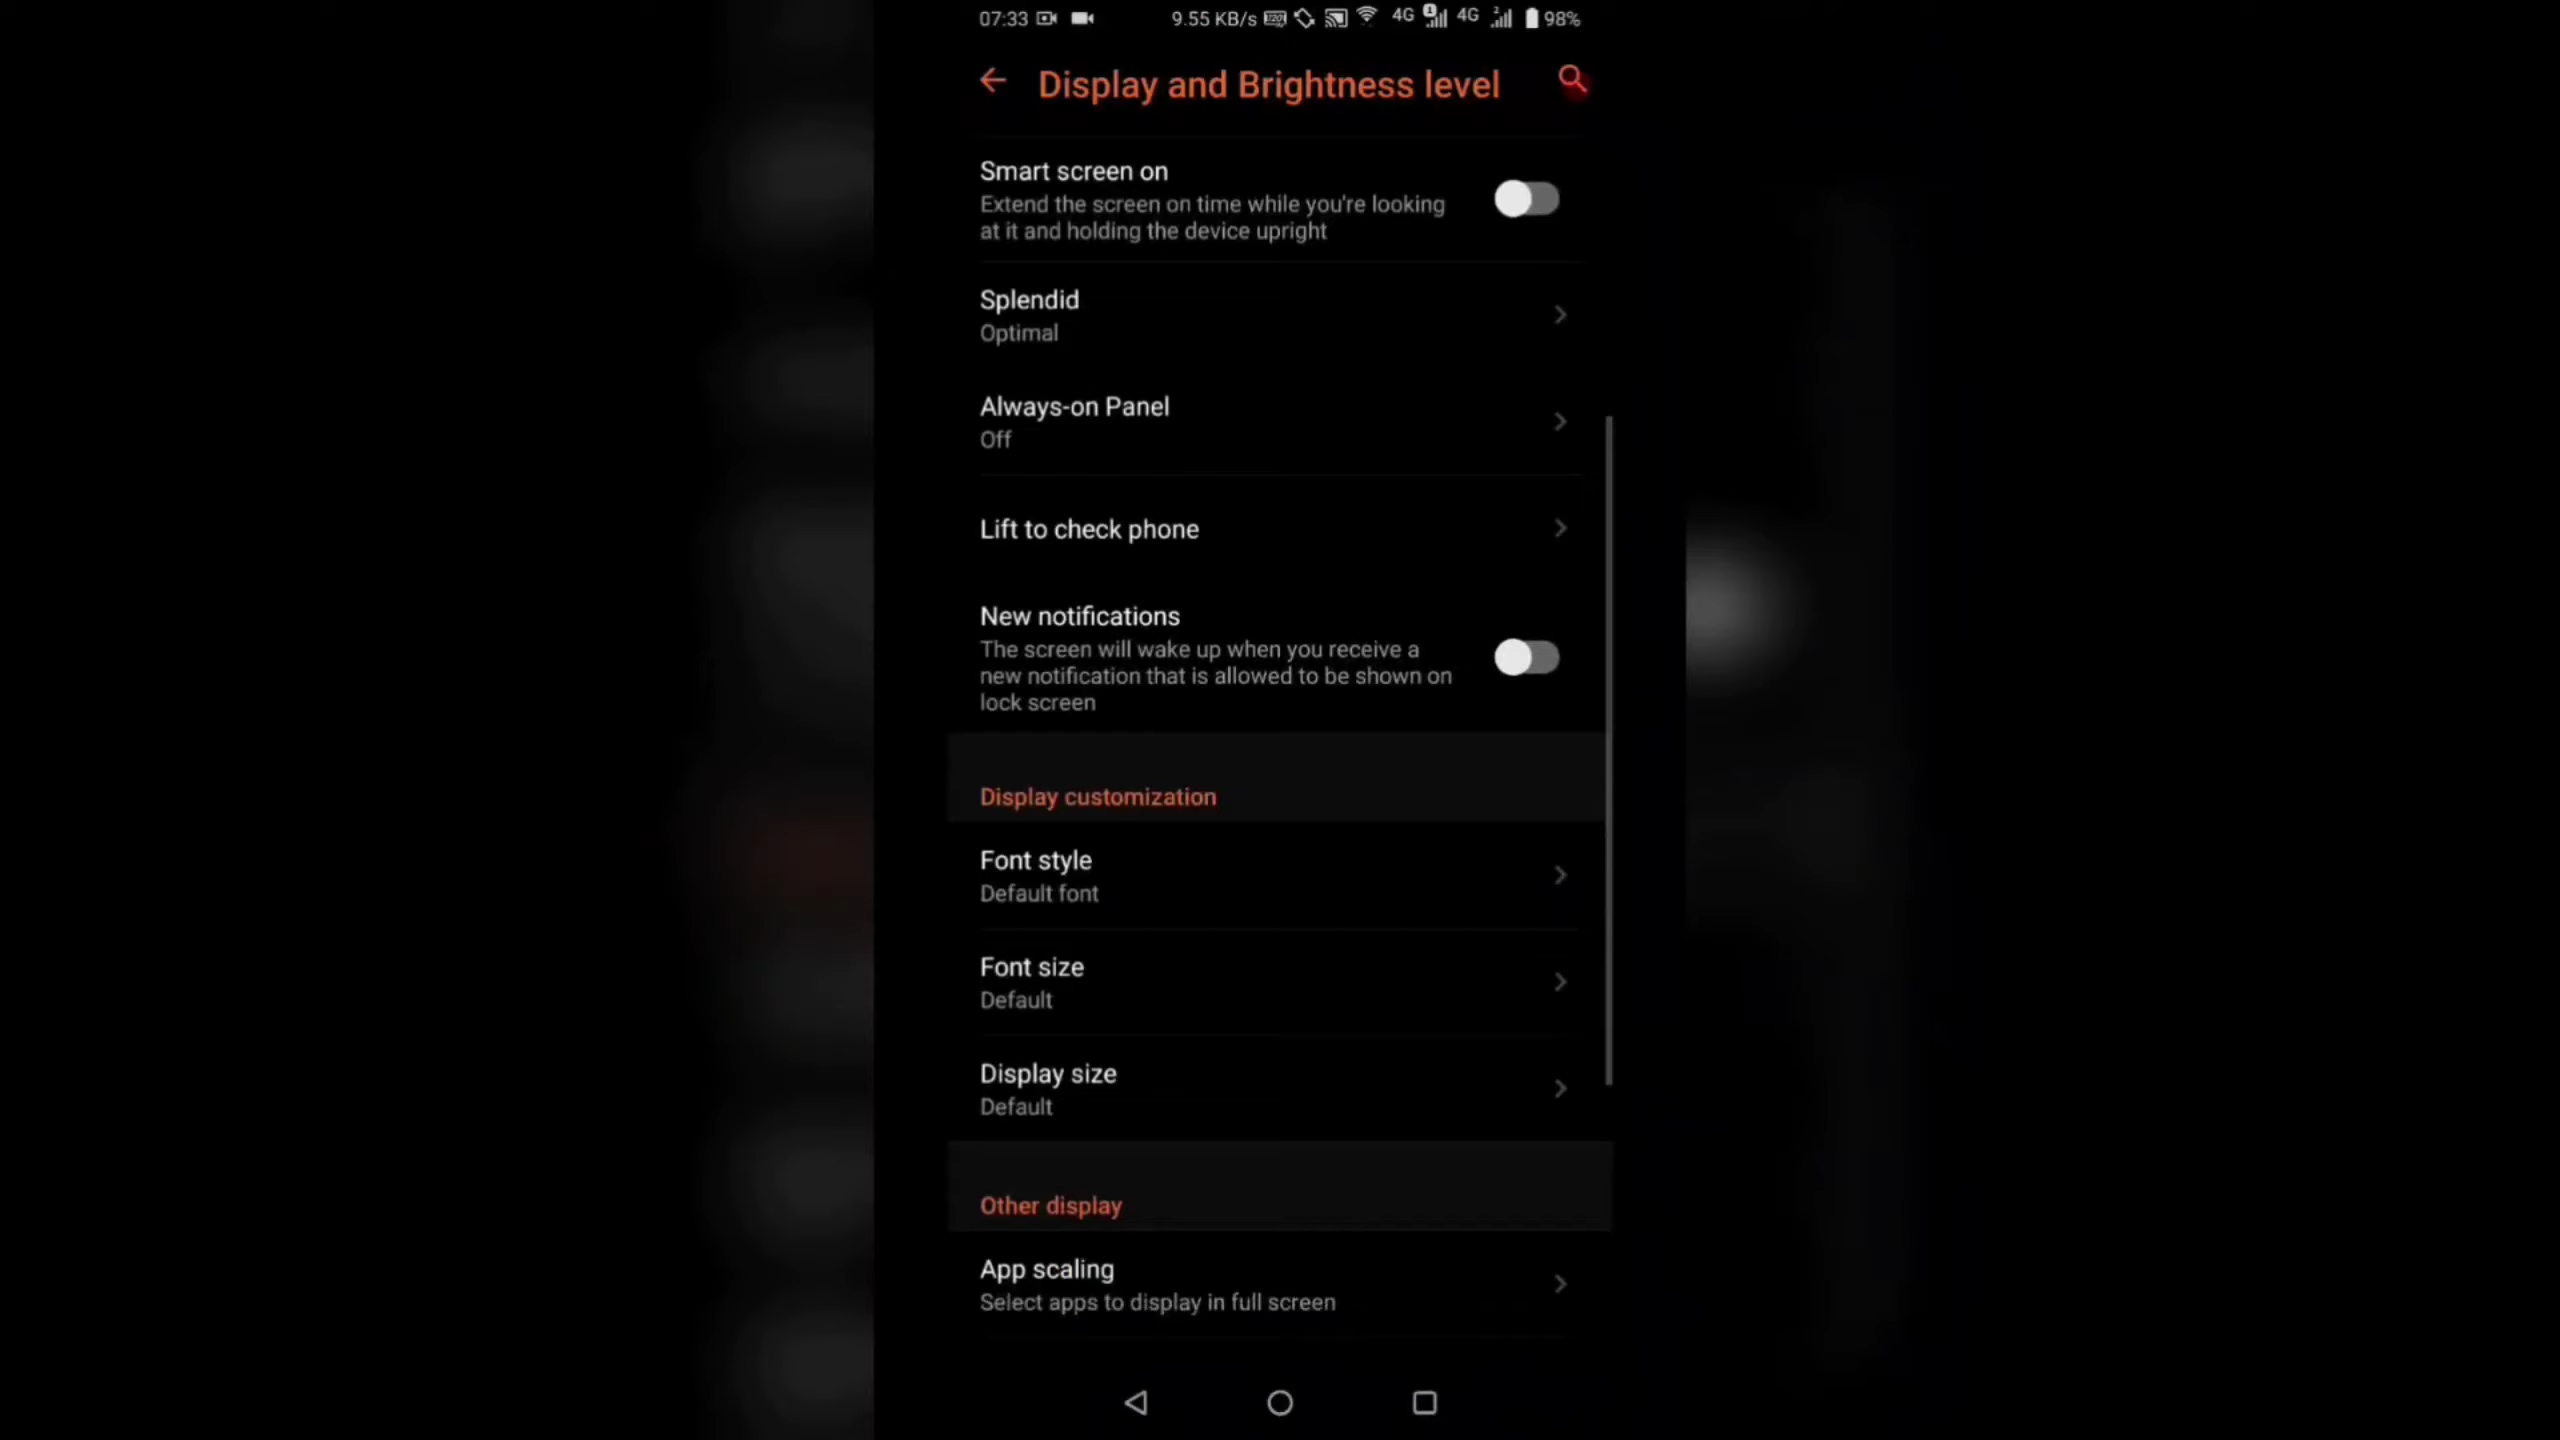 07:33 9.55 KB/s 4G 4G 98%
Display and Brightness level
Smart screen on
Extend the screen on time while you're looking
at it and holding the device upright
Splendid
Optimal
Always-on Panel
Off
Lift to check phone
New notifications
The screen will wake up when you receive a
new notification that is allowed to be shown on
lock screen
Display customization
Font style
Default font
Font size
Default
Display size
Default
Other display
App scaling
Select apps to display in full screen